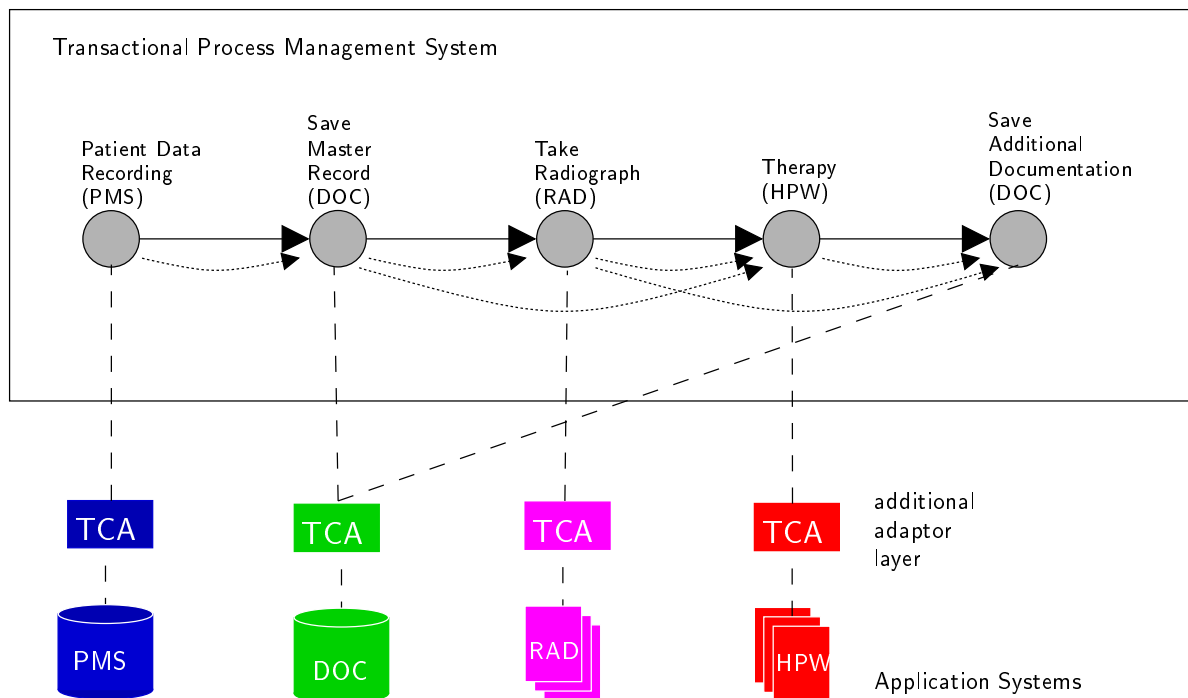 Transactional Process Management System
Patient Data
Recording
(PMS)
Save
Master
Record
(DOC)
Take
Radiograph
(RAD)
Therapy
(HPW)
Save
Additional
Documentation
(DOC)
TCA
TCA
TCA
TCA
additional
adaptor
layer
PMS
DOC
RAD
HPW
Application Systems